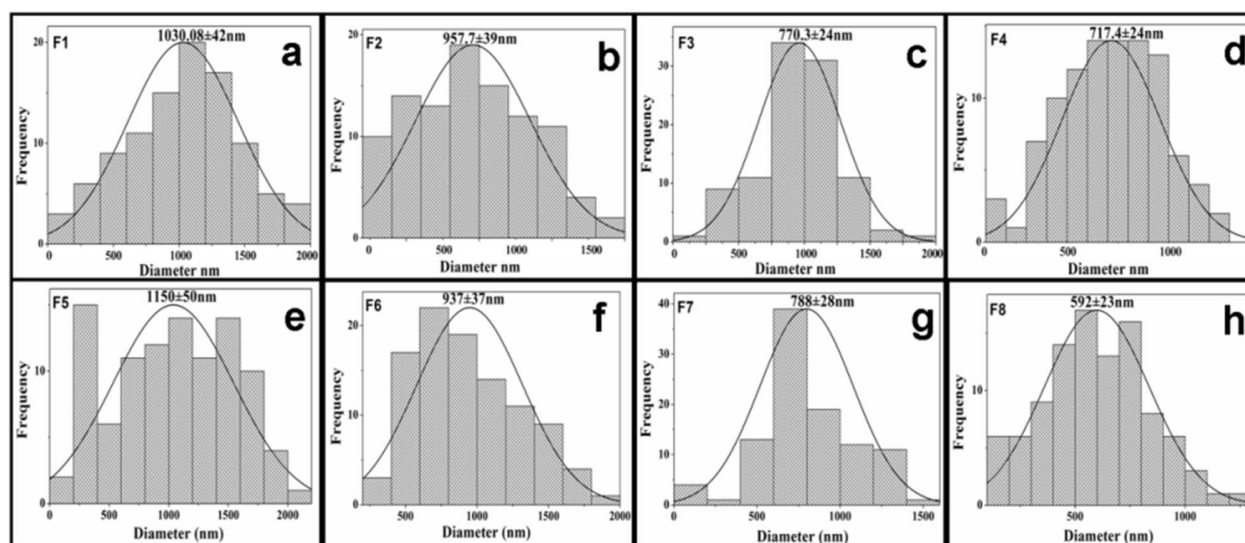 F1
1030.08±42nm
a
20
10
0
Frequency
0 500 1000 1500 2000
Diameter nm
F2
957.7±39nm
b
20
10
0
Frequency
0 500 1000 1500
Diameter nm
F3
770.3±24nm
c
30
20
10
0
Frequency
0 500 1000 1500 2000
Diameter nm
F4
717.4±24nm
d
10
0
Frequency
0 500 1000
Diameter nm
F5
1150±50nm
e
10
0
Frequency
0 500 1000 1500 2000
Diameter (nm)
F6
937±37nm
f
20
10
0
Frequency
500 1000 1500 2000
Diameter (nm)
F7
788±28nm
g
40
30
20
10
0
Frequency
0 500 1000 1500
Diameter (nm)
F8
592±23nm
h
10
0
Frequency
500 1000
Diameter (nm)